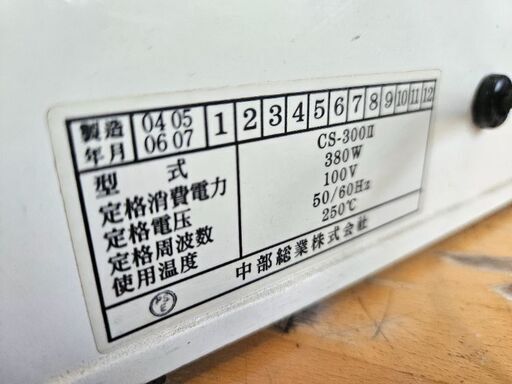 製造年月 04 05 06 07 1 2 3 4 5 6 7 8 9 10 11 12
型式 CS-300Ⅱ
定格消費電力 380W
定格電圧 100V
定格周波数 50/60Hz
使用温度 250℃
中部総業株式会社